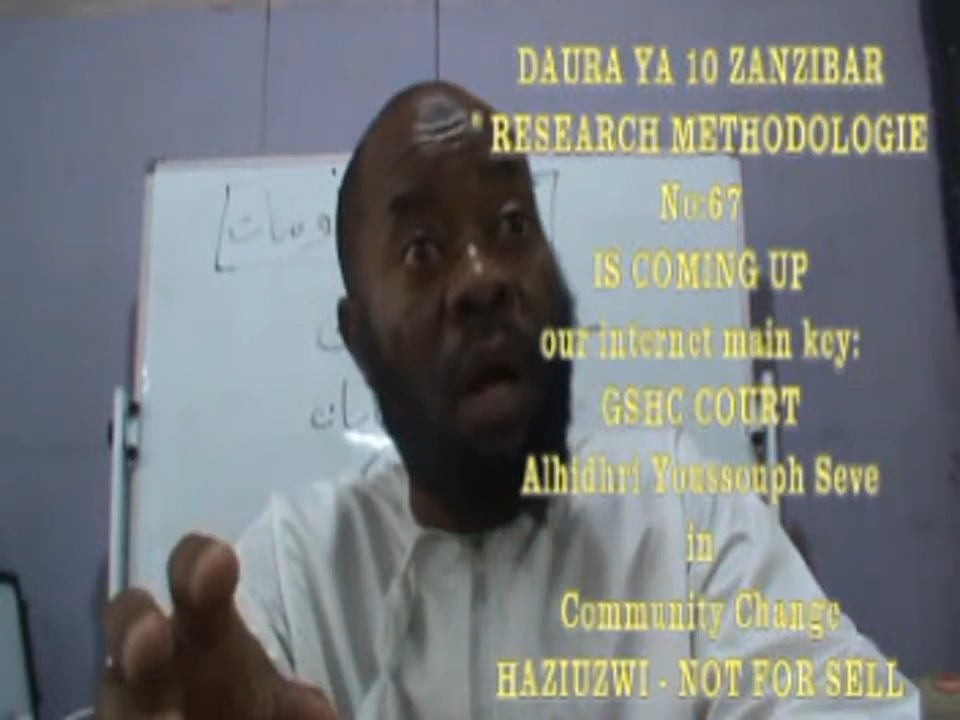 DAURA YA 10 ZANZIBAR
" RESEARCH METHODOLOGIE
No:67
IS COMING UP
our internet main key:
GSHC COURT
Alhidhri Youssouph Seve
in
Community Change
HAZIUZWI - NOT FOR SELL